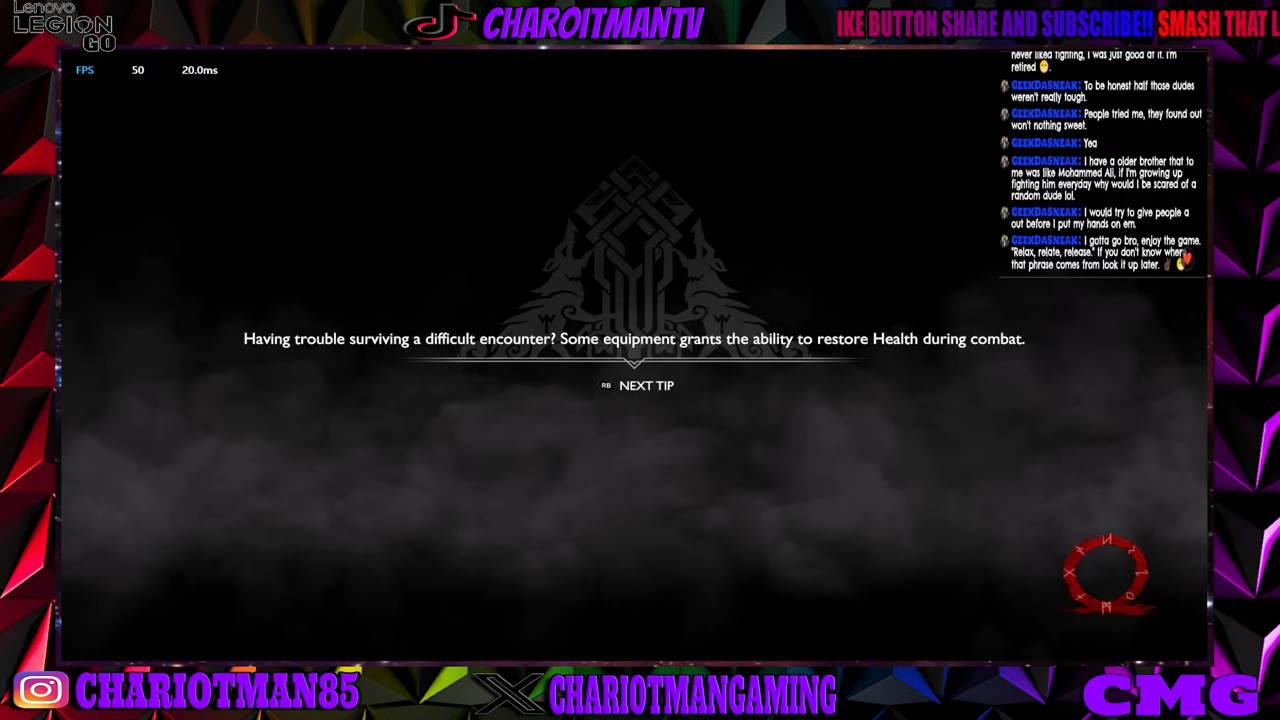 Lenovo
LEGION
GO
CHAROITMANTV
IKE BUTTON SHARE AND SUBSCRIBE!! SMASH THAT L
FPS 50 20.0ms
never liked fighting, I was just good at it. I'm
retired 😬.
GEEKDASNEAK: To be honest half those dudes
weren't really tough.
GEEKDASNEAK: People tried me, they found out
won't nothing sweet.
GEEKDASNEAK: Yea
GEEKDASNEAK: I have a older brother that to
me was like Mohammed Ali, if I'm growing up
fighting him everyday why would I be scared of a
random dude lol.
GEEKDASNEAK: I would try to give people a
out before I put my hands on em.
GEEKDASNEAK: I gotta go bro, enjoy the game.
"Relax, relate, release." If you don't know where
that phrase comes from look it up later.
Having trouble surviving a difficult encounter? Some equipment grants the ability to restore Health during combat.
RB NEXT TIP
CHARIOTMAN85
CHARIOTMANGAMING
CMG